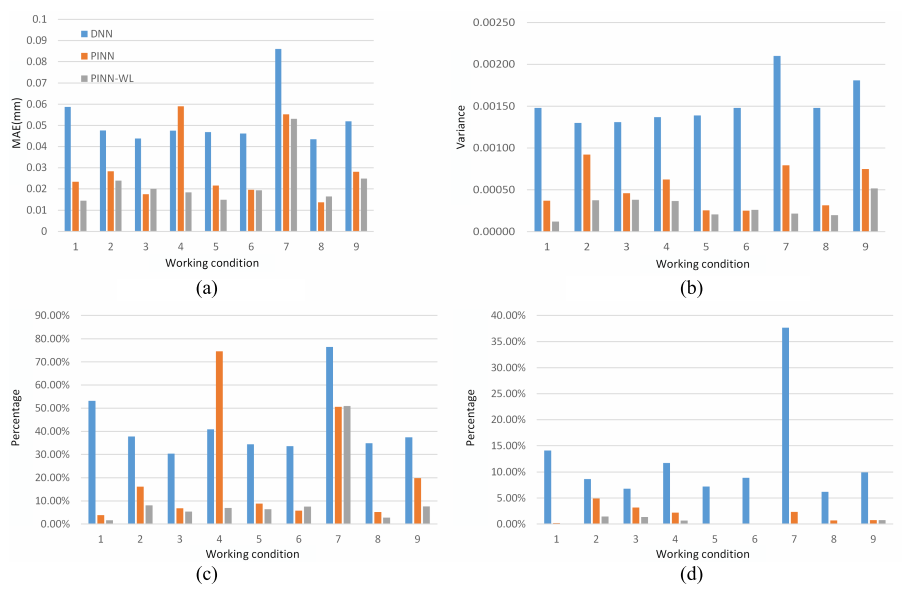 0.1
0.09
0.08
0.07
0.06
0.05
0.04
0.03
0.02
0.01
0
MAE(mm)
DNN
PINN
PINN-WL
1 2 3 4 5 6 7 8 9
Working condition
(a)
0.00250
0.00200
0.00150
0.00100
0.00050
0.00000
Variance
1 2 3 4 5 6 7 8 9
Working condition
(b)
90.00%
80.00%
70.00%
60.00%
50.00%
40.00%
30.00%
20.00%
10.00%
0.00%
Percentage
1 2 3 4 5 6 7 8 9
Working condition
(c)
40.00%
35.00%
30.00%
25.00%
20.00%
15.00%
10.00%
5.00%
0.00%
Percentage
1 2 3 4 5 6 7 8 9
Working condition
(d)